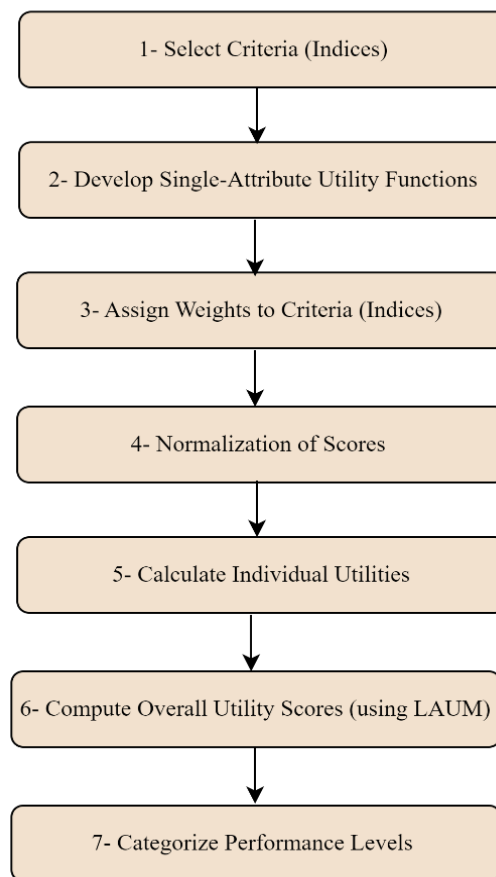 1- Select Criteria (Indices)
2- Develop Single-Attribute Utility Functions
3- Assign Weights to Criteria (Indices)
4- Normalization of Scores
5- Calculate Individual Utilities
6- Compute Overall Utility Scores (using LAUM)
7- Categorize Performance Levels